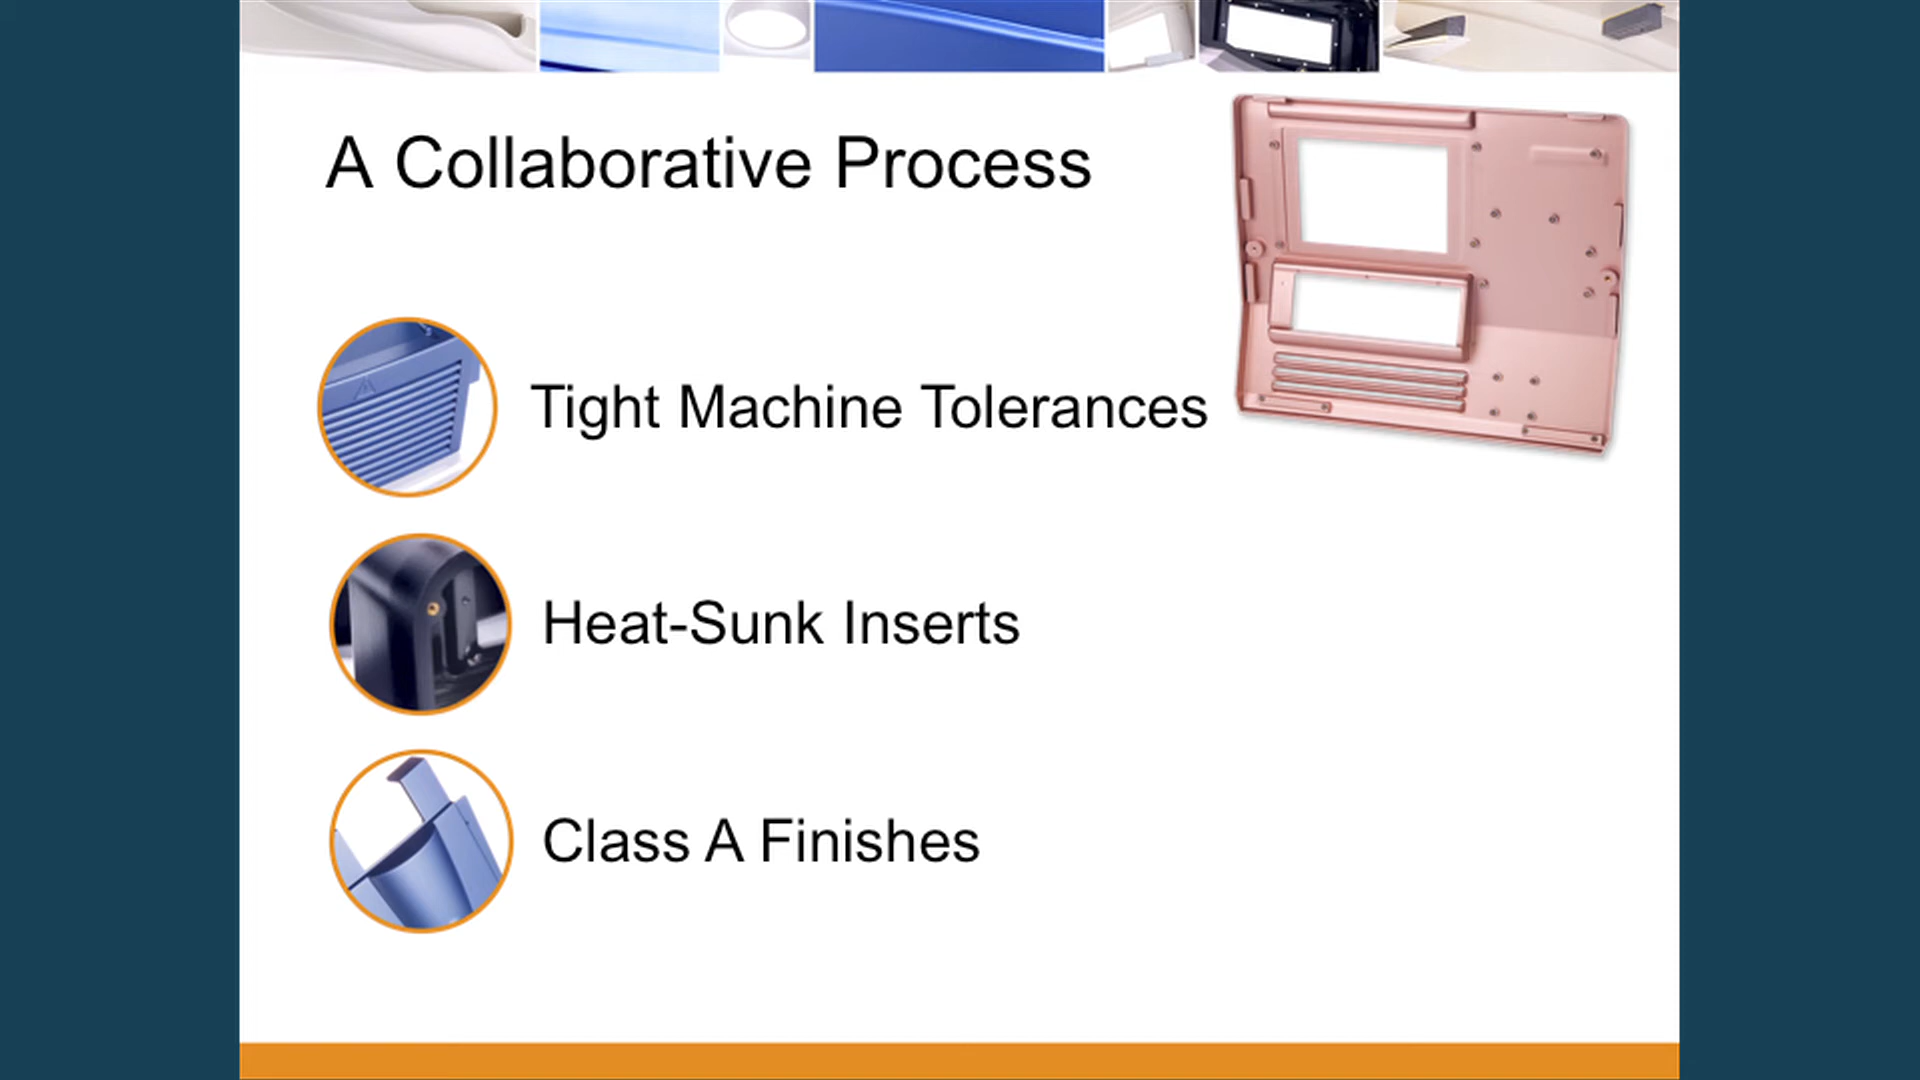 A Collaborative Process
Tight Machine Tolerances
Heat-Sunk Inserts
Class A Finishes